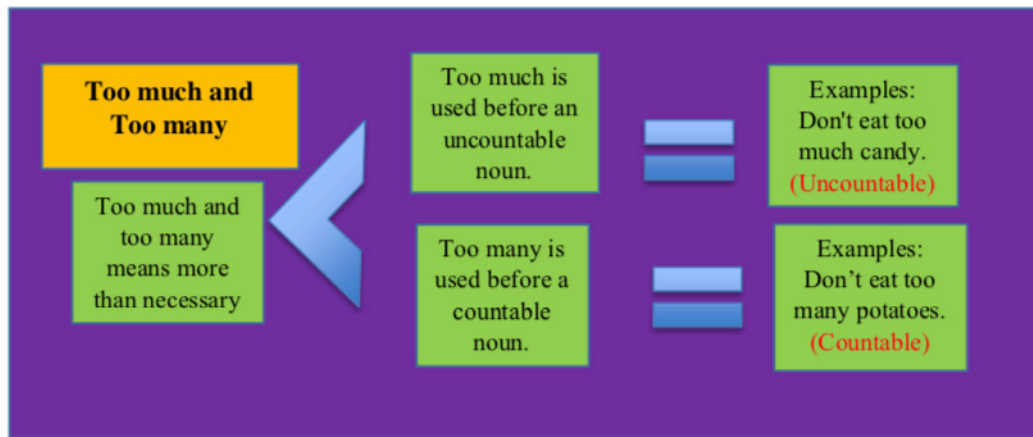 Too much and
Too many
Too much and
too many
means more
than necessary
Too much is
used before an
uncountable
noun.
Examples:
Don't eat too
much candy.
(Uncountable)
Too many is
used before a
countable
noun.
Examples:
Don’t eat too
many potatoes.
(Countable)